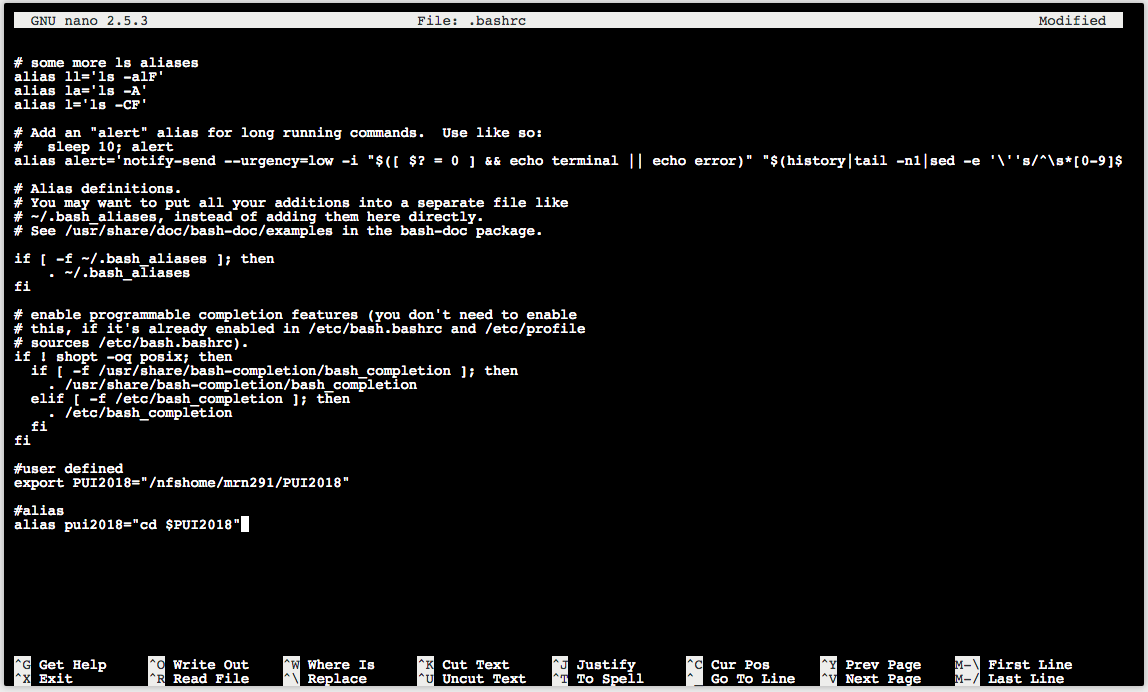 GNU nano 2.5.3 File: .bashrc Modified
# some more ls aliases
alias ll='ls -alF'
alias la='ls -A'
alias l='ls -CF'
# Add an "alert" alias for long running commands.  Use like so:
#   sleep 10; alert
alias alert='notify-send --urgency=low -i "$([ $? = 0 ] && echo terminal || echo error)" "$(history|tail -n1|sed -e '\''s/^\s*[0-9]$
# Alias definitions.
# You may want to put all your additions into a separate file like
# ~/.bash_aliases, instead of adding them here directly.
# See /usr/share/doc/bash-doc/examples in the bash-doc package.
if [ -f ~/.bash_aliases ]; then
    . ~/.bash_aliases
fi
# enable programmable completion features (you don't need to enable
# this, if it's already enabled in /etc/bash.bashrc and /etc/profile
# sources /etc/bash.bashrc).
if ! shopt -oq posix; then
  if [ -f /usr/share/bash-completion/bash_completion ]; then
    . /usr/share/bash-completion/bash_completion
  elif [ -f /etc/bash_completion ]; then
    . /etc/bash_completion
  fi
fi
#user defined
export PUI2018="/nfshome/mrn291/PUI2018"
#alias
alias pui2018="cd $PUI2018"
^G Get Help ^O Write Out ^W Where Is ^K Cut Text ^J Justify ^C Cur Pos ^Y Prev Page M-\ First Line
^X Exit ^R Read File ^\ Replace ^U Uncut Text ^T To Spell ^_ Go To Line ^V Next Page M-/ Last Line